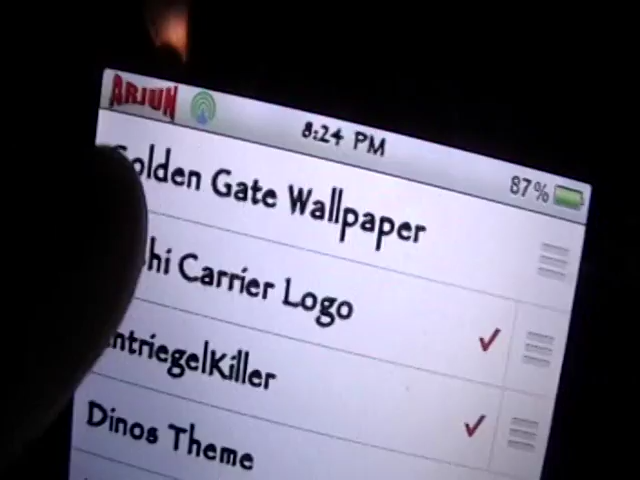 ARJUN 8:24 PM 87%
Golden Gate Wallpaper
hi Carrier Logo
ntriegelKiller
Dinos Theme